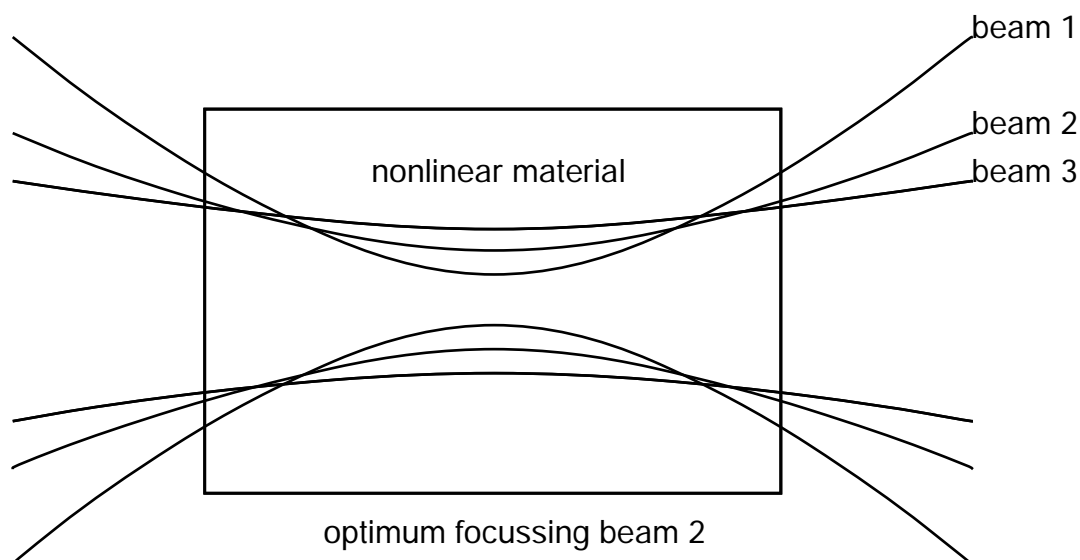 beam 1
beam 2
nonlinear material
beam 3
optimum focussing beam 2